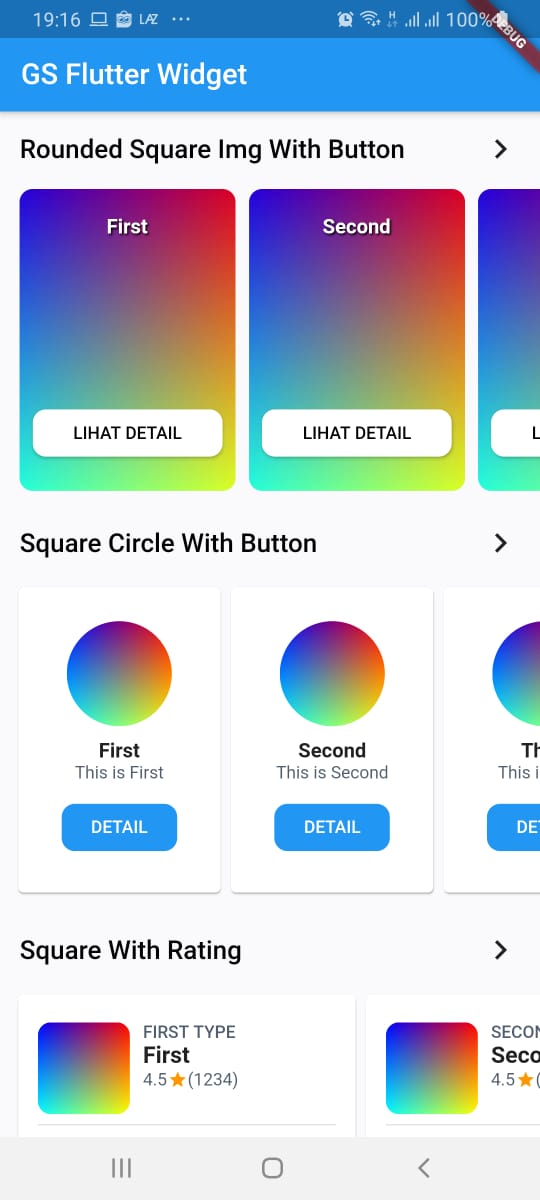 19:16 LAZ ... H 100%
DEBUG
GS Flutter Widget
Rounded Square Img With Button
First Second
LIHAT DETAIL LIHAT DETAIL L
Square Circle With Button
First Second Th
This is First This is Second This i
DETAIL DETAIL DE
Square With Rating
FIRST TYPE SECON
First Seco
4.5★(1234) 4.5★(